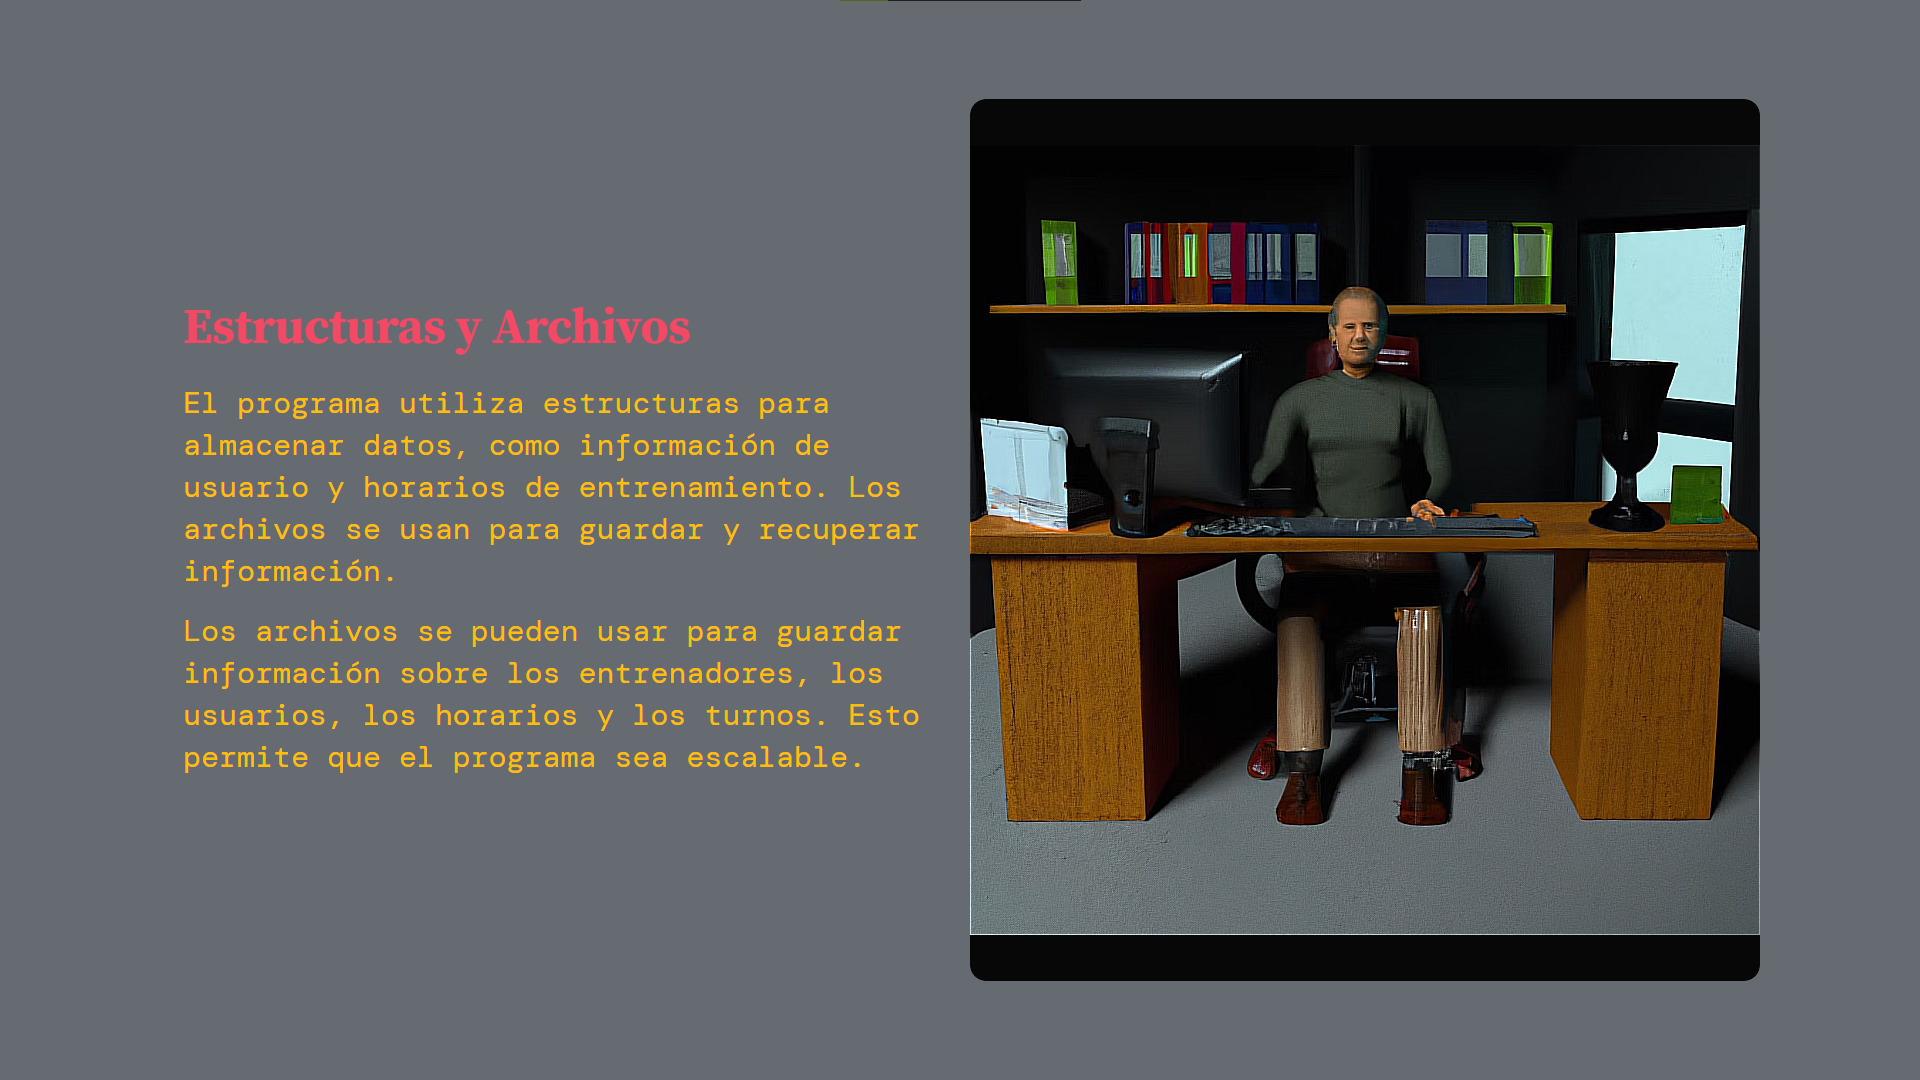 Estructuras y Archivos
El programa utiliza estructuras para
almacenar datos, como información de
usuario y horarios de entrenamiento. Los
archivos se usan para guardar y recuperar
información.
Los archivos se pueden usar para guardar
información sobre los entrenadores, los
usuarios, los horarios y los turnos. Esto
permite que el programa sea escalable.